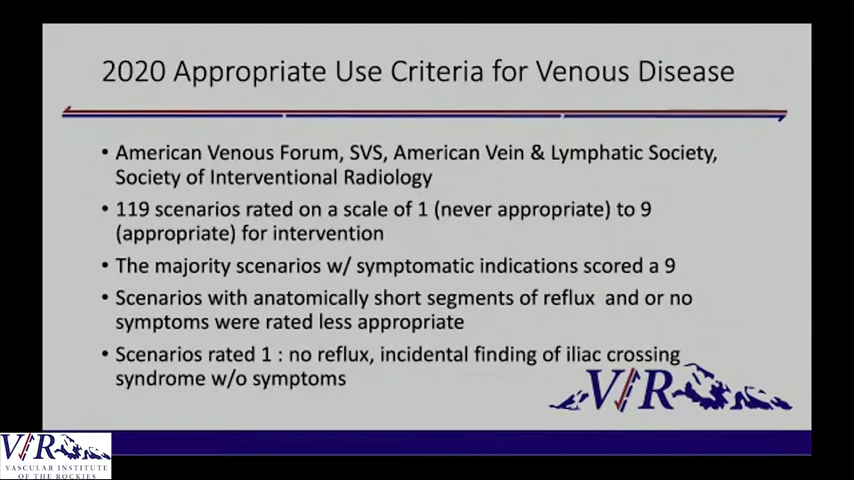 2020 Appropriate Use Criteria for Venous Disease
• American Venous Forum, SVS, American Vein & Lymphatic Society,
Society of Interventional Radiology
• 119 scenarios rated on a scale of 1 (never appropriate) to 9
(appropriate) for intervention
• The majority scenarios w/ symptomatic indications scored a 9
• Scenarios with anatomically short segments of reflux and or no
symptoms were rated less appropriate
• Scenarios rated 1 : no reflux, incidental finding of iliac crossing
syndrome w/o symptoms
VIR
VIR
VASCULAR INSTITUTE
OF THE ROCKIES